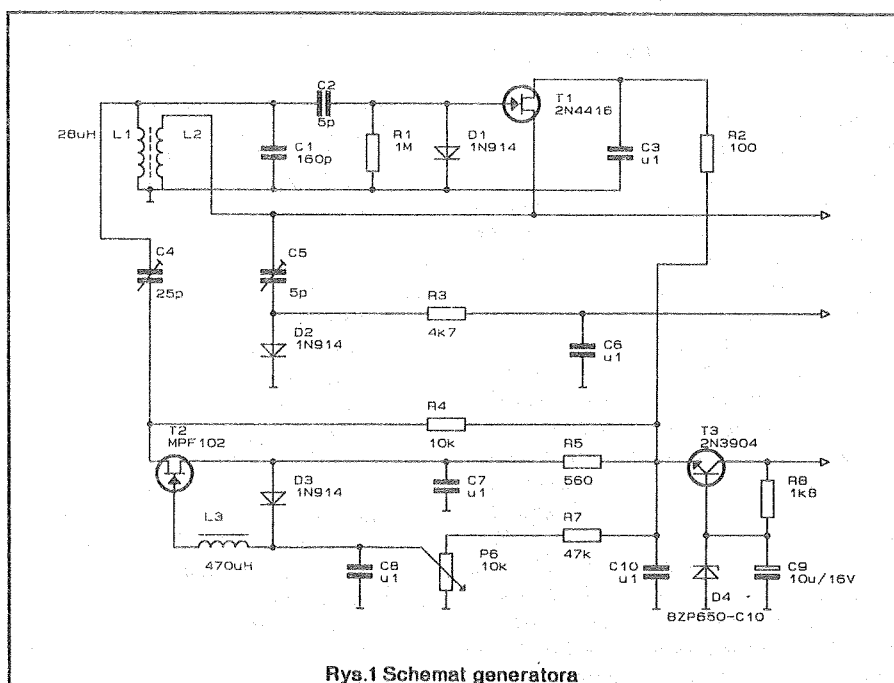 C2
5p
T1
2N4416
28uH
L1
L2
C1
160p
R1
1M
D1
1N914
C3
u1
R2
100
C4
25p
C5
5p
R3
4k7
D2
1N914
C6
u1
R4
10k
T2
MPF102
R5
560
T3
2N3904
D3
1N914
C7
u1
R8
1k8
L3
470uH
C8
u1
P6
10k
R7
47k
C10
u1
D4
BZP650-C10
C9
10u/16V
Rys.1 Schemat generatora